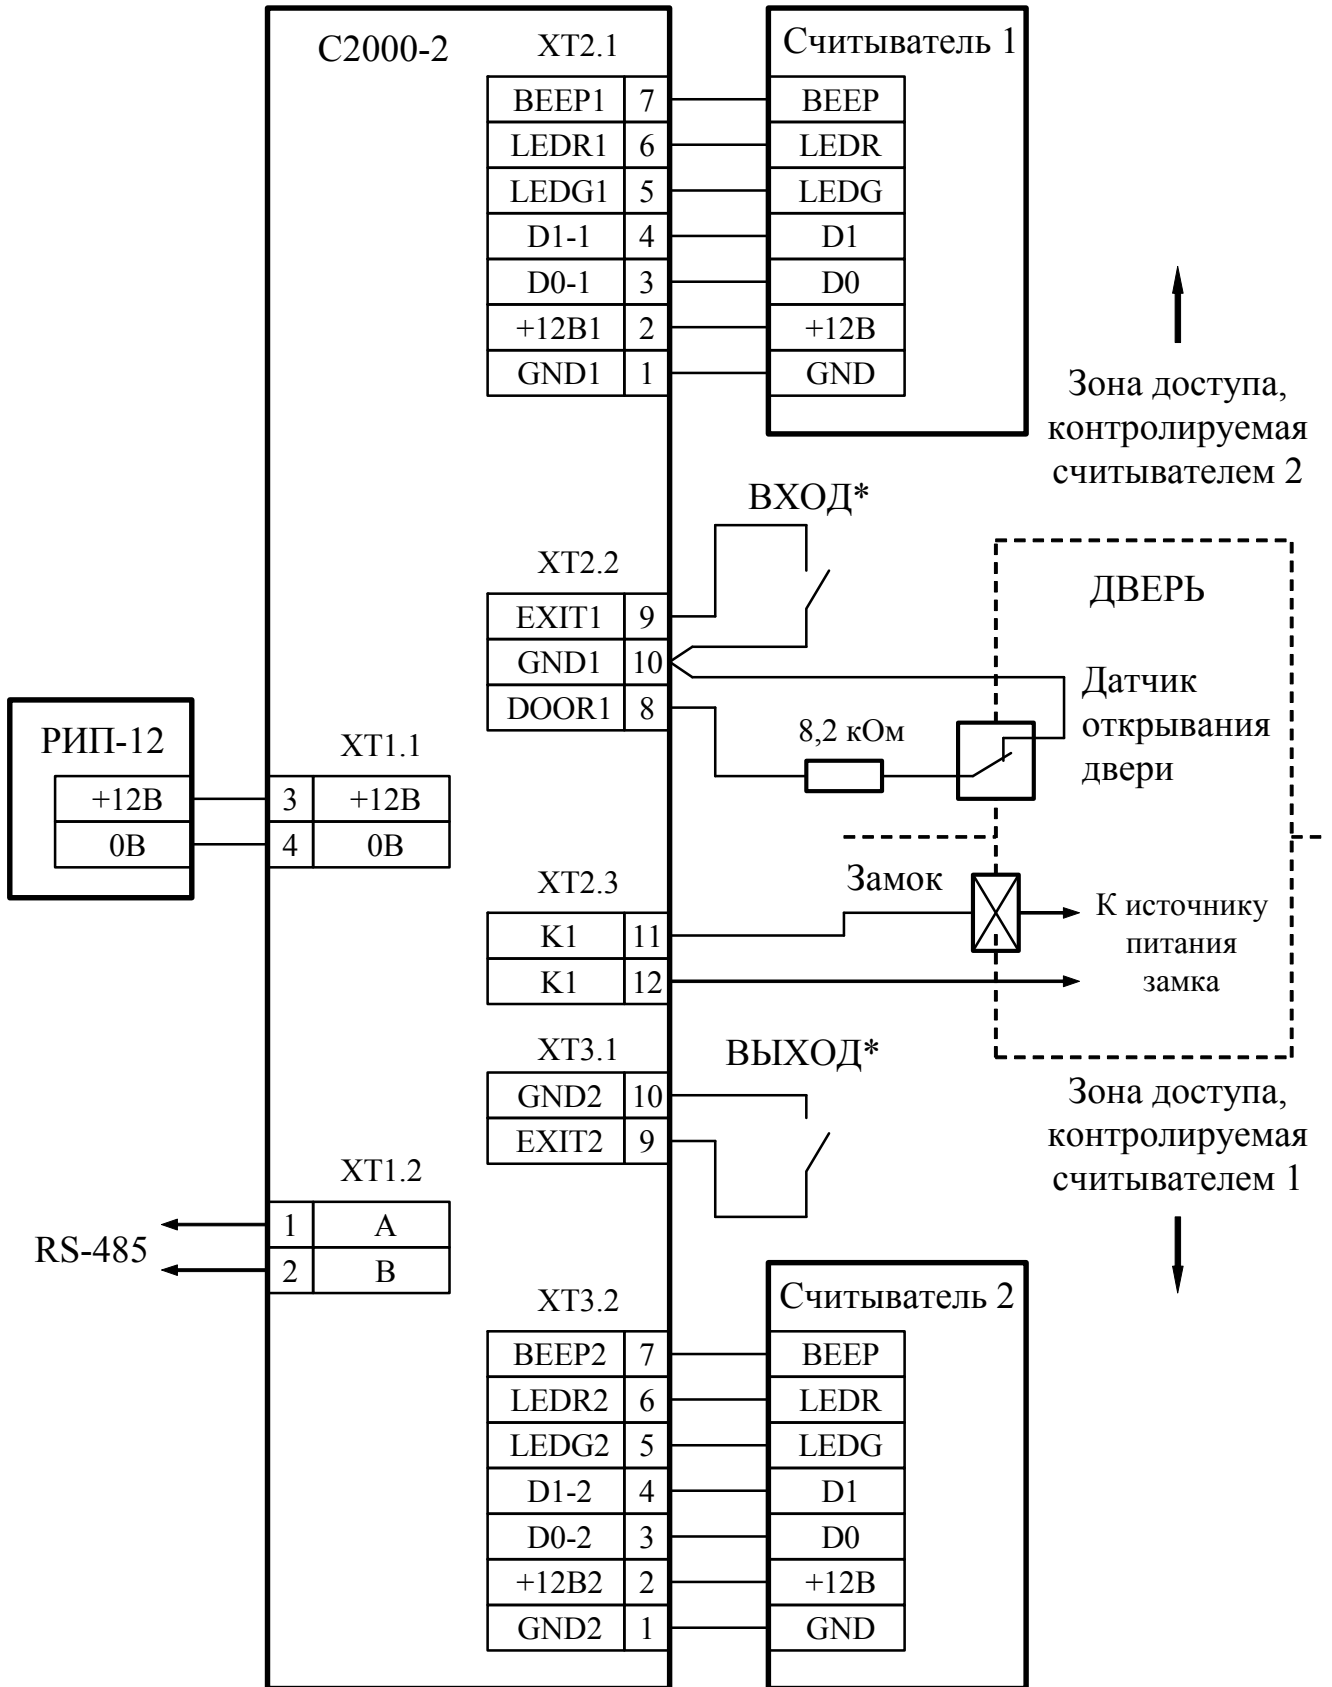 С2000-2
XT2.1
BEEP1 7
LEDR1 6
LEDG1 5
D1-1 4
D0-1 3
+12В1 2
GND1 1
Считыватель 1
BEEP
LEDR
LEDG
D1
D0
+12В
GND
Зона доступа,
контролируемая
считывателем 2
ВХОД*
XT2.2
EXIT1 9
GND1 10
DOOR1 8
8,2 кОм
ДВЕРЬ
Датчик
открывания
двери
РИП-12
+12В
0В
XT1.1
3 +12В
4 0В
XT2.3
К1 11
К1 12
Замок
К источнику
питания
замка
XT3.1
GND2 10
EXIT2 9
ВЫХОД*
Зона доступа,
контролируемая
считывателем 1
XT1.2
1 A
2 B
RS-485
XT3.2
BEEP2 7
LEDR2 6
LEDG2 5
D1-2 4
D0-2 3
+12В2 2
GND2 1
Считыватель 2
BEEP
LEDR
LEDG
D1
D0
+12В
GND